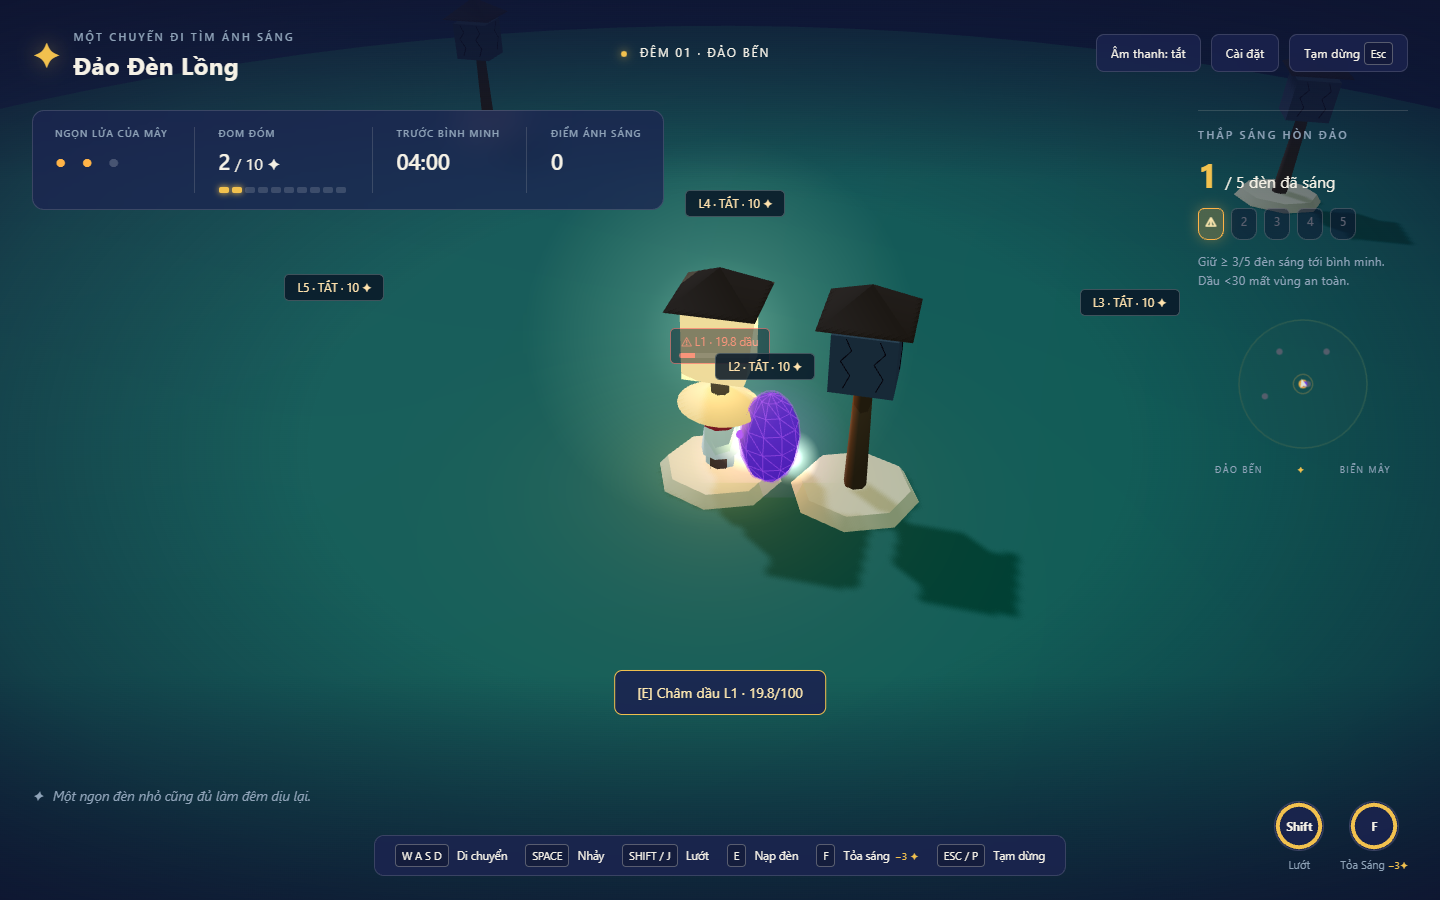 MỘT CHUYẾN ĐI TÌM ÁNH SÁNG
Đảo Đèn Lồng
ĐÊM 01 · ĐẢO BẾN
Âm thanh: tắt
Cài đặt
Tạm dừng Esc
NGỌN LỬA CỦA MÂY
ĐOM ĐÓM
2 / 10 ✦
TRƯỚC BÌNH MINH
04:00
ĐIỂM ÁNH SÁNG
0
THẮP SÁNG HÒN ĐẢO
1 / 5 đèn đã sáng
⚠ 2 3 4 5
Giữ ≥ 3/5 đèn sáng tới bình minh.
Dầu <30 mất vùng an toàn.
L4 · TẮT · 10 ✦
L5 · TẮT · 10 ✦
L3 · TẮT · 10 ✦
⚠ L1 · 19.8 dầu
L2 · TẮT · 10 ✦
ĐẢO BẾN ✦ BIỂN MÂY
[E] Châm dầu L1 · 19.8/100
✦ Một ngọn đèn nhỏ cũng đủ làm đêm dịu lại.
W A S D Di chuyển SPACE Nhảy SHIFT / J Lướt E Nạp đèn F Tỏa sáng −3 ✦ ESC / P Tạm dừng
Shift
Lướt
F
Tỏa Sáng −3✦